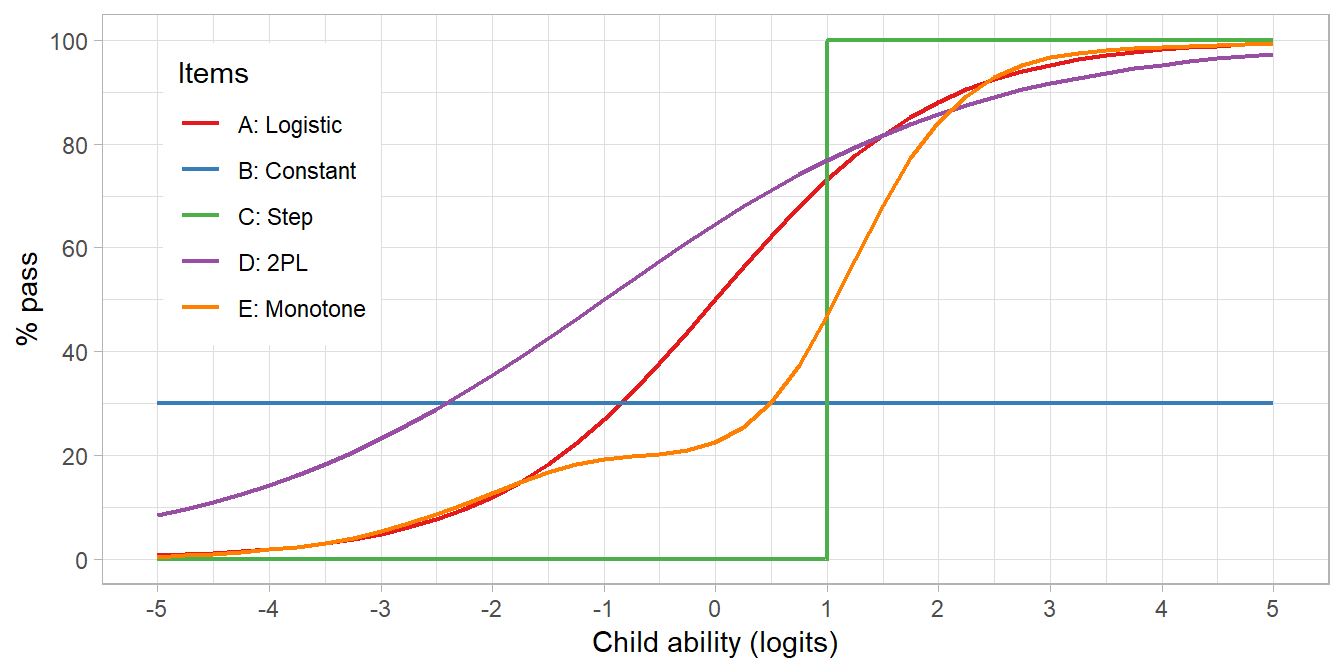 Items
A: Logistic
B: Constant
C: Step
D: 2PL
E: Monotone
% pass
100
80
60
40
20
0
-5 -4 -3 -2 -1 0 1 2 3 4 5
Child ability (logits)